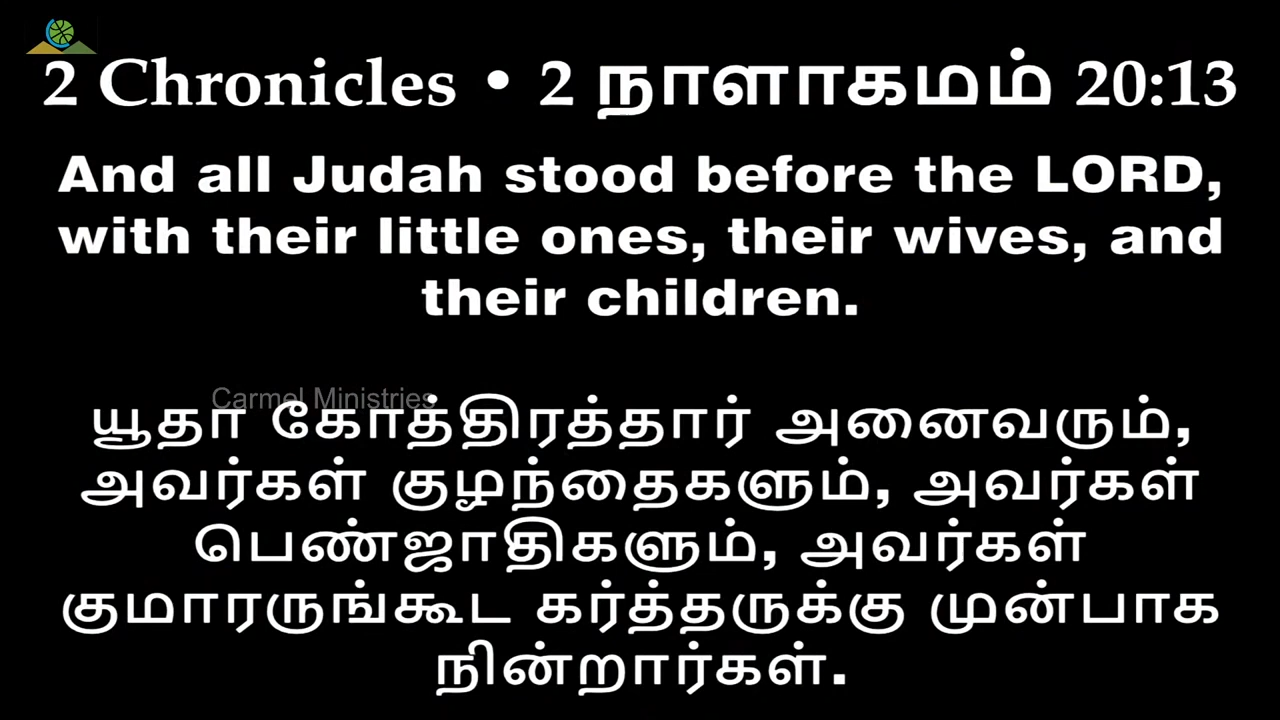 2 Chronicles • 2 நாளாகமம் 20:13
And all Judah stood before the LORD,
with their little ones, their wives, and
their children.
Carmel Ministries
யூதா கோத்திரத்தார் அனைவரும்,
அவர்கள் குழந்தைகளும், அவர்கள்
பெண்ஜாதிகளும், அவர்கள்
குமாரருங்கூட கர்த்தருக்கு முன்பாக
நின்றார்கள்.